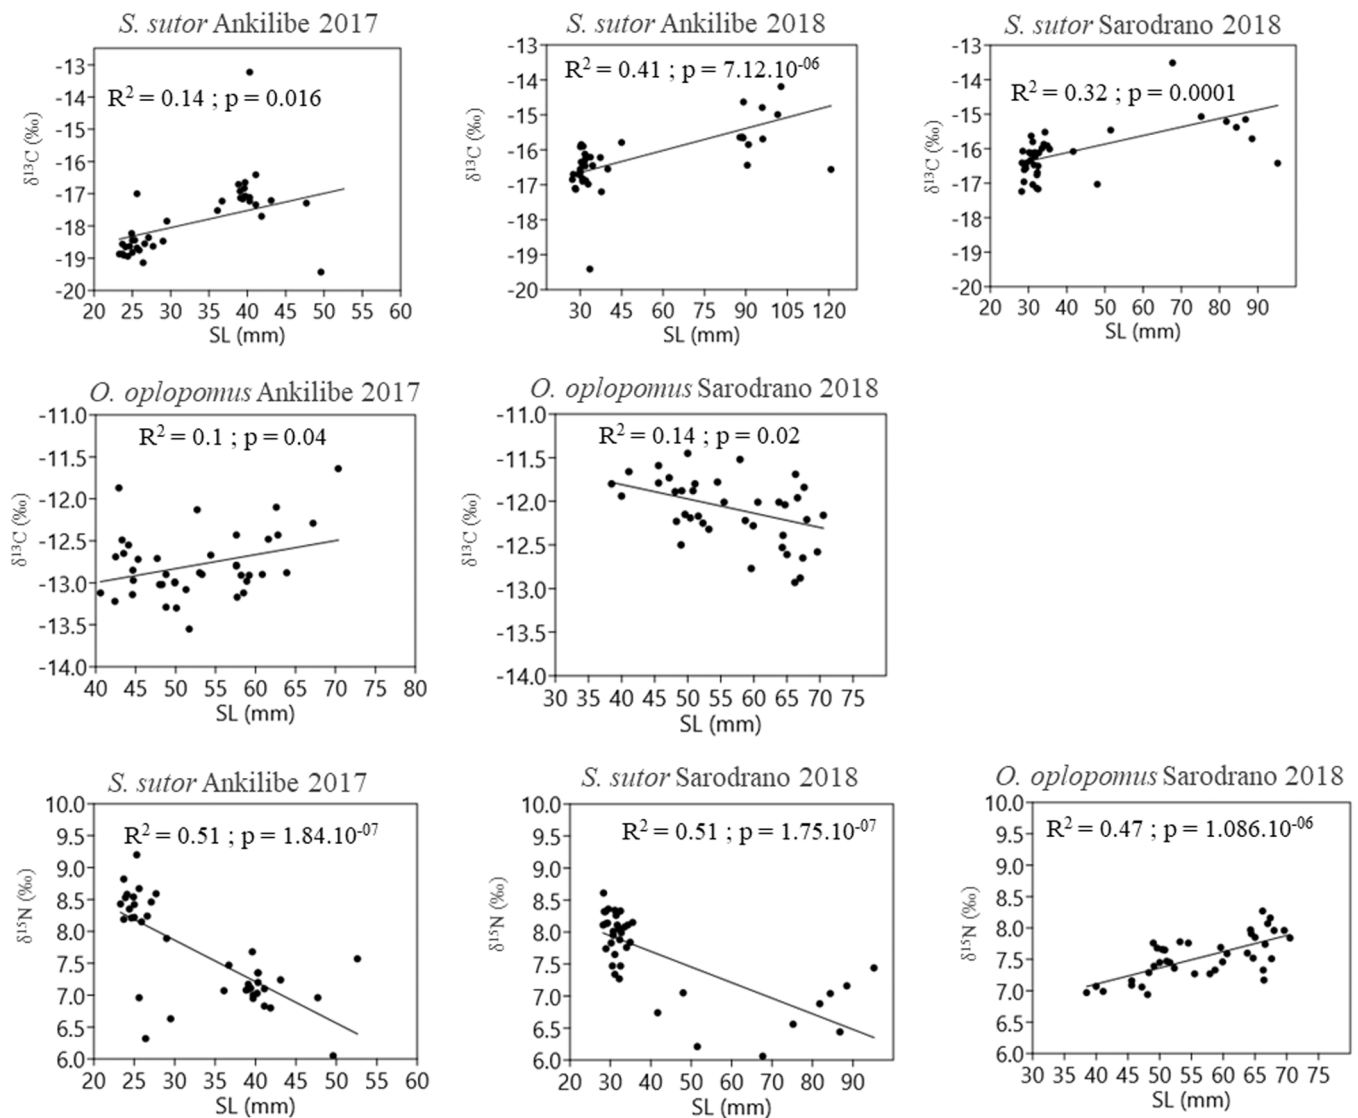 S. sutor Ankilibe 2017
R² = 0.14 ; p = 0.016
δ¹³C (‰)
-13
-14
-15
-16
-17
-18
-19
-20
20 25 30 35 40 45 50 55 60
SL (mm)
S. sutor Ankilibe 2018
R² = 0.41 ; p = 7.12.10⁻⁰⁶
δ¹³C (‰)
-13
-14
-15
-16
-17
-18
-19
-20
30 45 60 75 90 105 120
SL (mm)
S. sutor Sarodrano 2018
R² = 0.32 ; p = 0.0001
δ¹³C (‰)
-13
-14
-15
-16
-17
-18
-19
-20
20 30 40 50 60 70 80 90
SL (mm)
O. oplopomus Ankilibe 2017
R² = 0.1 ; p = 0.04
δ¹³C (‰)
-11.0
-11.5
-12.0
-12.5
-13.0
-13.5
-14.0
40 45 50 55 60 65 70 75 80
SL (mm)
O. oplopomus Sarodrano 2018
R² = 0.14 ; p = 0.02
δ¹³C (‰)
-11.0
-11.5
-12.0
-12.5
-13.0
-13.5
-14.0
30 35 40 45 50 55 60 65 70 75
SL (mm)
S. sutor Ankilibe 2017
R² = 0.51 ; p = 1.84.10⁻⁰⁷
δ¹⁵N (‰)
10.0
9.5
9.0
8.5
8.0
7.5
7.0
6.5
6.0
20 25 30 35 40 45 50 55 60
SL (mm)
S. sutor Sarodrano 2018
R² = 0.51 ; p = 1.75.10⁻⁰⁷
δ¹⁵N (‰)
10.0
9.5
9.0
8.5
8.0
7.5
7.0
6.5
6.0
20 30 40 50 60 70 80 90
SL (mm)
O. oplopomus Sarodrano 2018
R² = 0.47 ; p = 1.086.10⁻⁰⁶
δ¹⁵N (‰)
10.0
9.5
9.0
8.5
8.0
7.5
7.0
6.5
6.0
30 35 40 45 50 55 60 65 70 75
SL (mm)